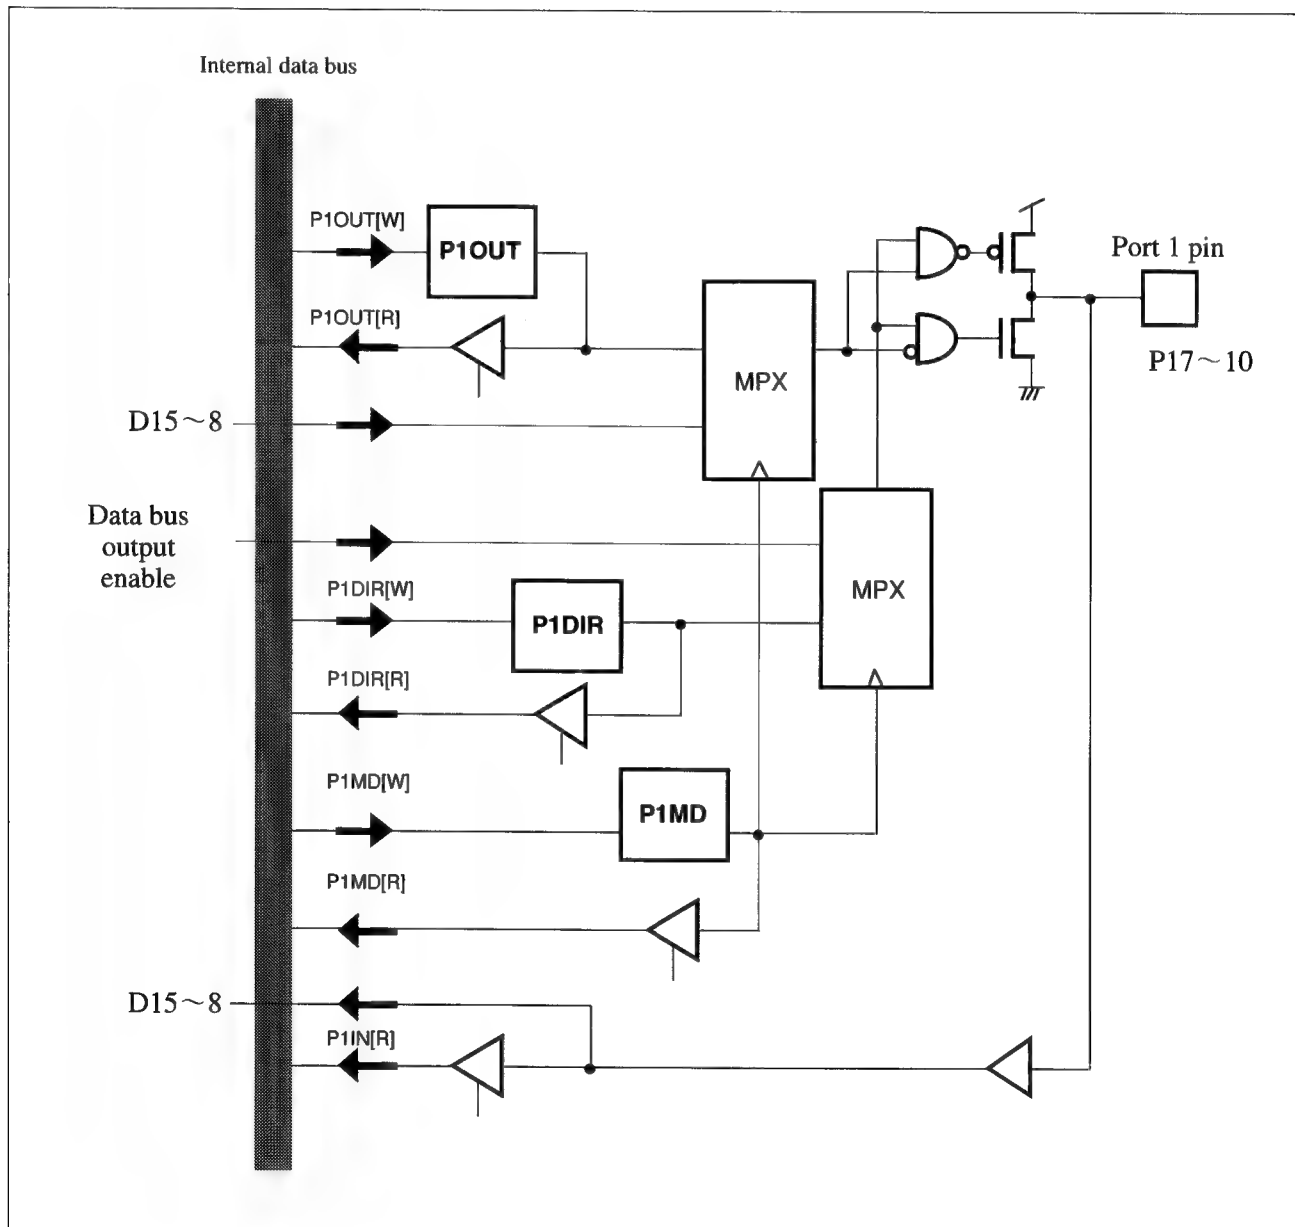 Internal data bus
P1OUT[W]
P1OUT
Port 1 pin
P1OUT[R]
P17～10
MPX
D15～8
Data bus
output
enable
P1DIR[W]
MPX
P1DIR
P1DIR[R]
P1MD[W]
P1MD
P1MD[R]
D15～8
P1IN[R]